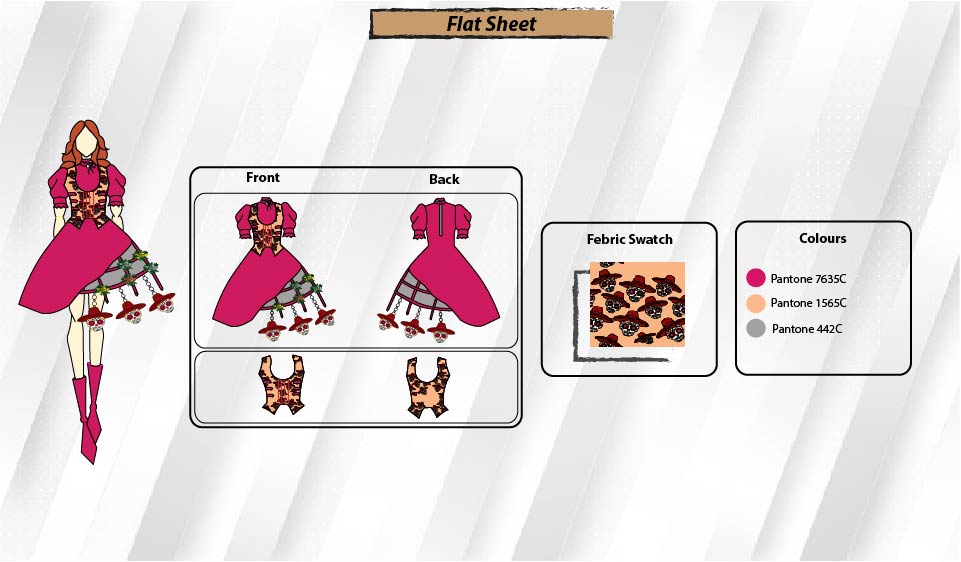 Flat Sheet
Front
Back
Febric Swatch
Colours
Pantone 7635C
Pantone 1565C
Pantone 442C